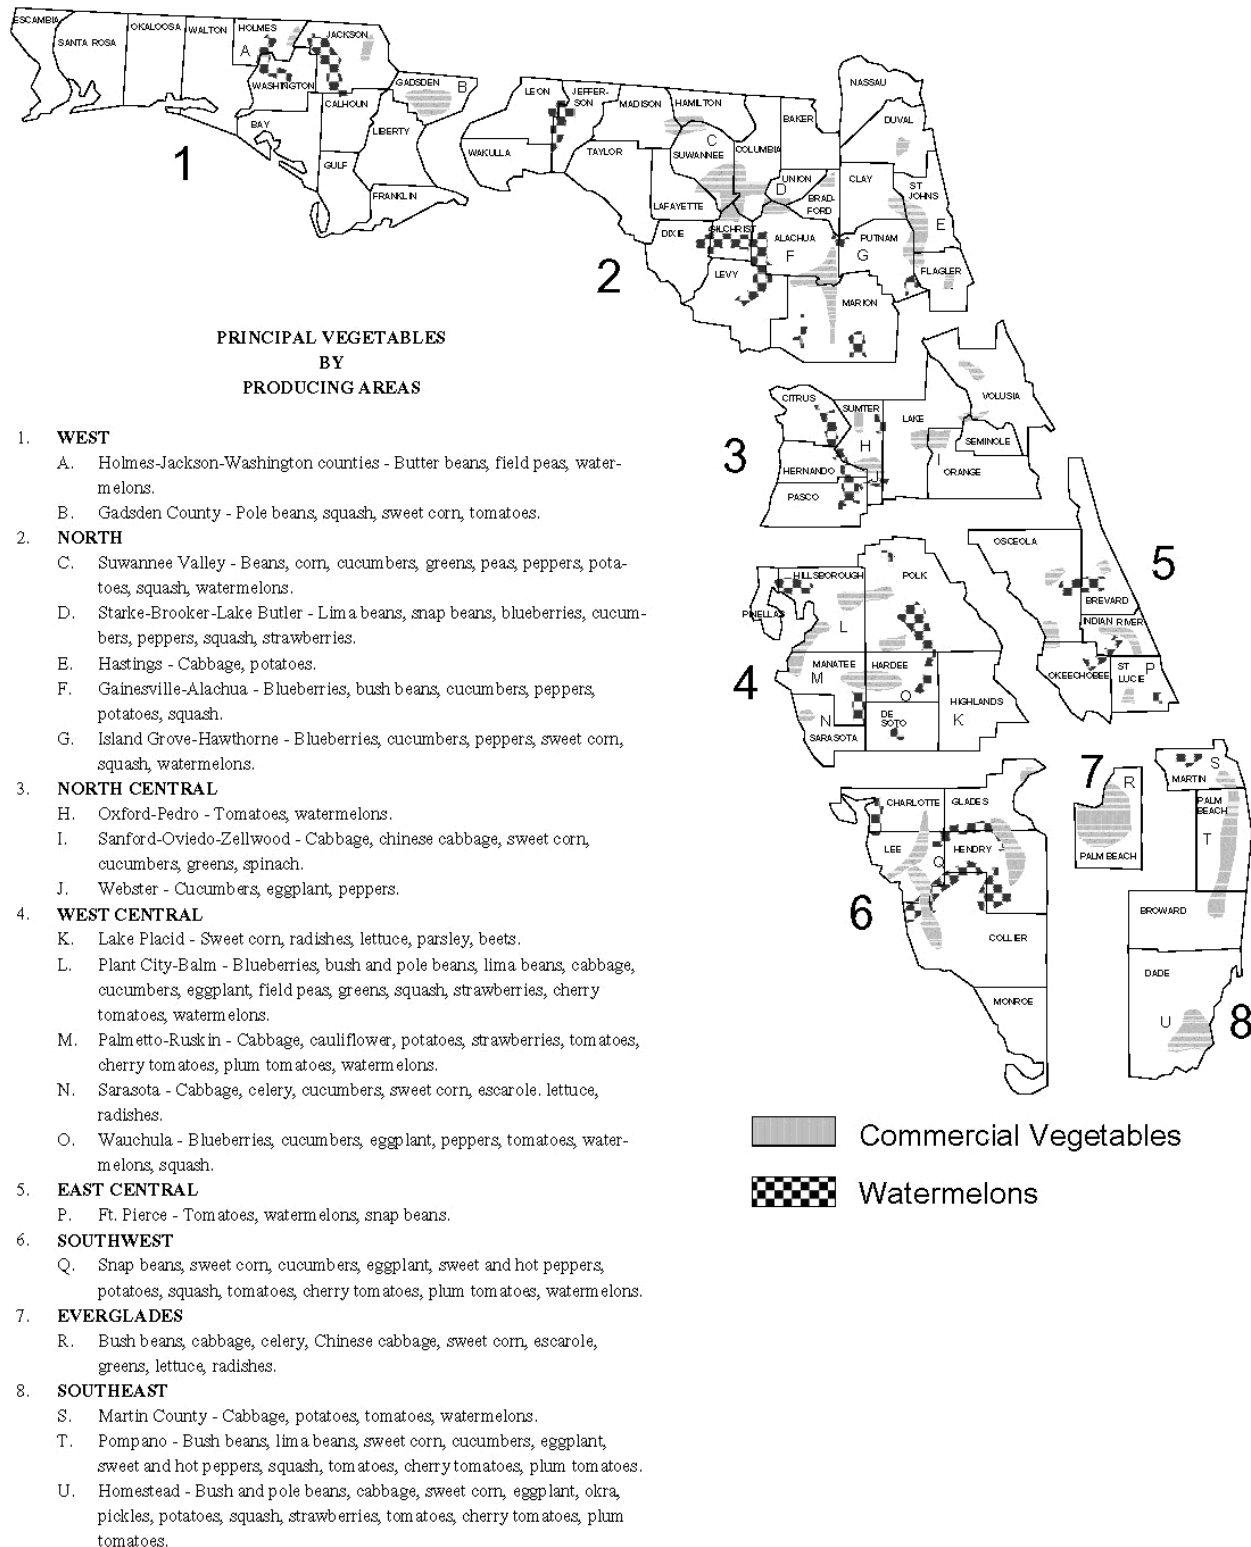 ESCAMBIA
SANTA ROSA
OKALOOSA
WALTON
HOLMES
A
JACKSON
WASHINGTON
BAY
CALHOUN
GULF
LIBERTY
FRANKLIN
GADSDEN
B
1
LEON
JEFFER-
SON
MADISON
HAMILTON
WAKULLA
TAYLOR
C
SUWANNEE
COLUMBIA
BAKER
NASSAU
DUVAL
LAFAYETTE
UNION
D
BRAD-
FORD
CLAY
ST
JOHNS
E
DIXIE
GILCHRIST
ALACHUA
F
PUTNAM
G
FLAGLER
LEVY
MARION
2
CITRUS
SUMTER
H
LAKE
VOLUSIA
SEMINOLE
I
ORANGE
HERNANDO
J
PASCO
3
OSCEOLA
BREVARD
INDIAN RIVER
OKEECHOBEE
ST
LUCIE
P
5
HILLSBOROUGH
POLK
PINELLAS
L
MANATEE
M
HARDEE
O
HIGHLANDS
K
DE
SOTO
N
SARASOTA
4
CHARLOTTE
GLADES
LEE
Q
HENDRY
COLLIER
MONROE
6
7
R
PALM BEACH
S
MARTIN
PALM
BEACH
T
BROWARD
DADE
U
8
Commercial Vegetables
Watermelons
PRINCIPAL VEGETABLES
BY
PRODUCING AREAS
1. WEST
A. Holmes-Jackson-Washington counties - Butter beans, field peas, water-
melons.
B. Gadsden County - Pole beans, squash, sweet corn, tomatoes.
2. NORTH
C. Suwannee Valley - Beans, corn, cucumbers, greens, peas, peppers, pota-
toes, squash, watermelons.
D. Starke-Brooker-Lake Butler - Lima beans, snap beans, blueberries, cucum-
bers, peppers, squash, strawberries.
E. Hastings - Cabbage, potatoes.
F. Gainesville-Alachua - Blueberries, bush beans, cucumbers, peppers,
potatoes, squash.
G. Island Grove-Hawthorne - Blueberries, cucumbers, peppers, sweet corn,
squash, watermelons.
3. NORTH CENTRAL
H. Oxford-Pedro - Tomatoes, watermelons.
I. Sanford-Oviedo-Zellwood - Cabbage, chinese cabbage, sweet corn,
cucumbers, greens, spinach.
J. Webster - Cucumbers, eggplant, peppers.
4. WEST CENTRAL
K. Lake Placid - Sweet corn, radishes, lettuce, parsley, beets.
L. Plant City-Balm - Blueberries, bush and pole beans, lima beans, cabbage,
cucumbers, eggplant, field peas, greens, squash, strawberries, cherry
tomatoes, watermelons.
M. Palmetto-Ruskin - Cabbage, cauliflower, potatoes, strawberries, tomatoes,
cherry tomatoes, plum tomatoes, watermelons.
N. Sarasota - Cabbage, celery, cucumbers, sweet corn, escarole. lettuce,
radishes.
O. Wauchula - Blueberries, cucumbers, eggplant, peppers, tomatoes, water-
melons, squash.
5. EAST CENTRAL
P. Ft. Pierce - Tomatoes, watermelons, snap beans.
6. SOUTHWEST
Q. Snap beans, sweet corn, cucumbers, eggplant, sweet and hot peppers,
potatoes, squash, tomatoes, cherry tomatoes, plum tomatoes, watermelons.
7. EVERGLADES
R. Bush beans, cabbage, celery, Chinese cabbage, sweet corn, escarole,
greens, lettuce, radishes.
8. SOUTHEAST
S. Martin County - Cabbage, potatoes, tomatoes, watermelons.
T. Pompano - Bush beans, lima beans, sweet corn, cucumbers, eggplant,
sweet and hot peppers, squash, tomatoes, cherry tomatoes, plum tomatoes.
U. Homestead - Bush and pole beans, cabbage, sweet corn, eggplant, okra,
pickles, potatoes, squash, strawberries, tomatoes, cherry tomatoes, plum
tomatoes.